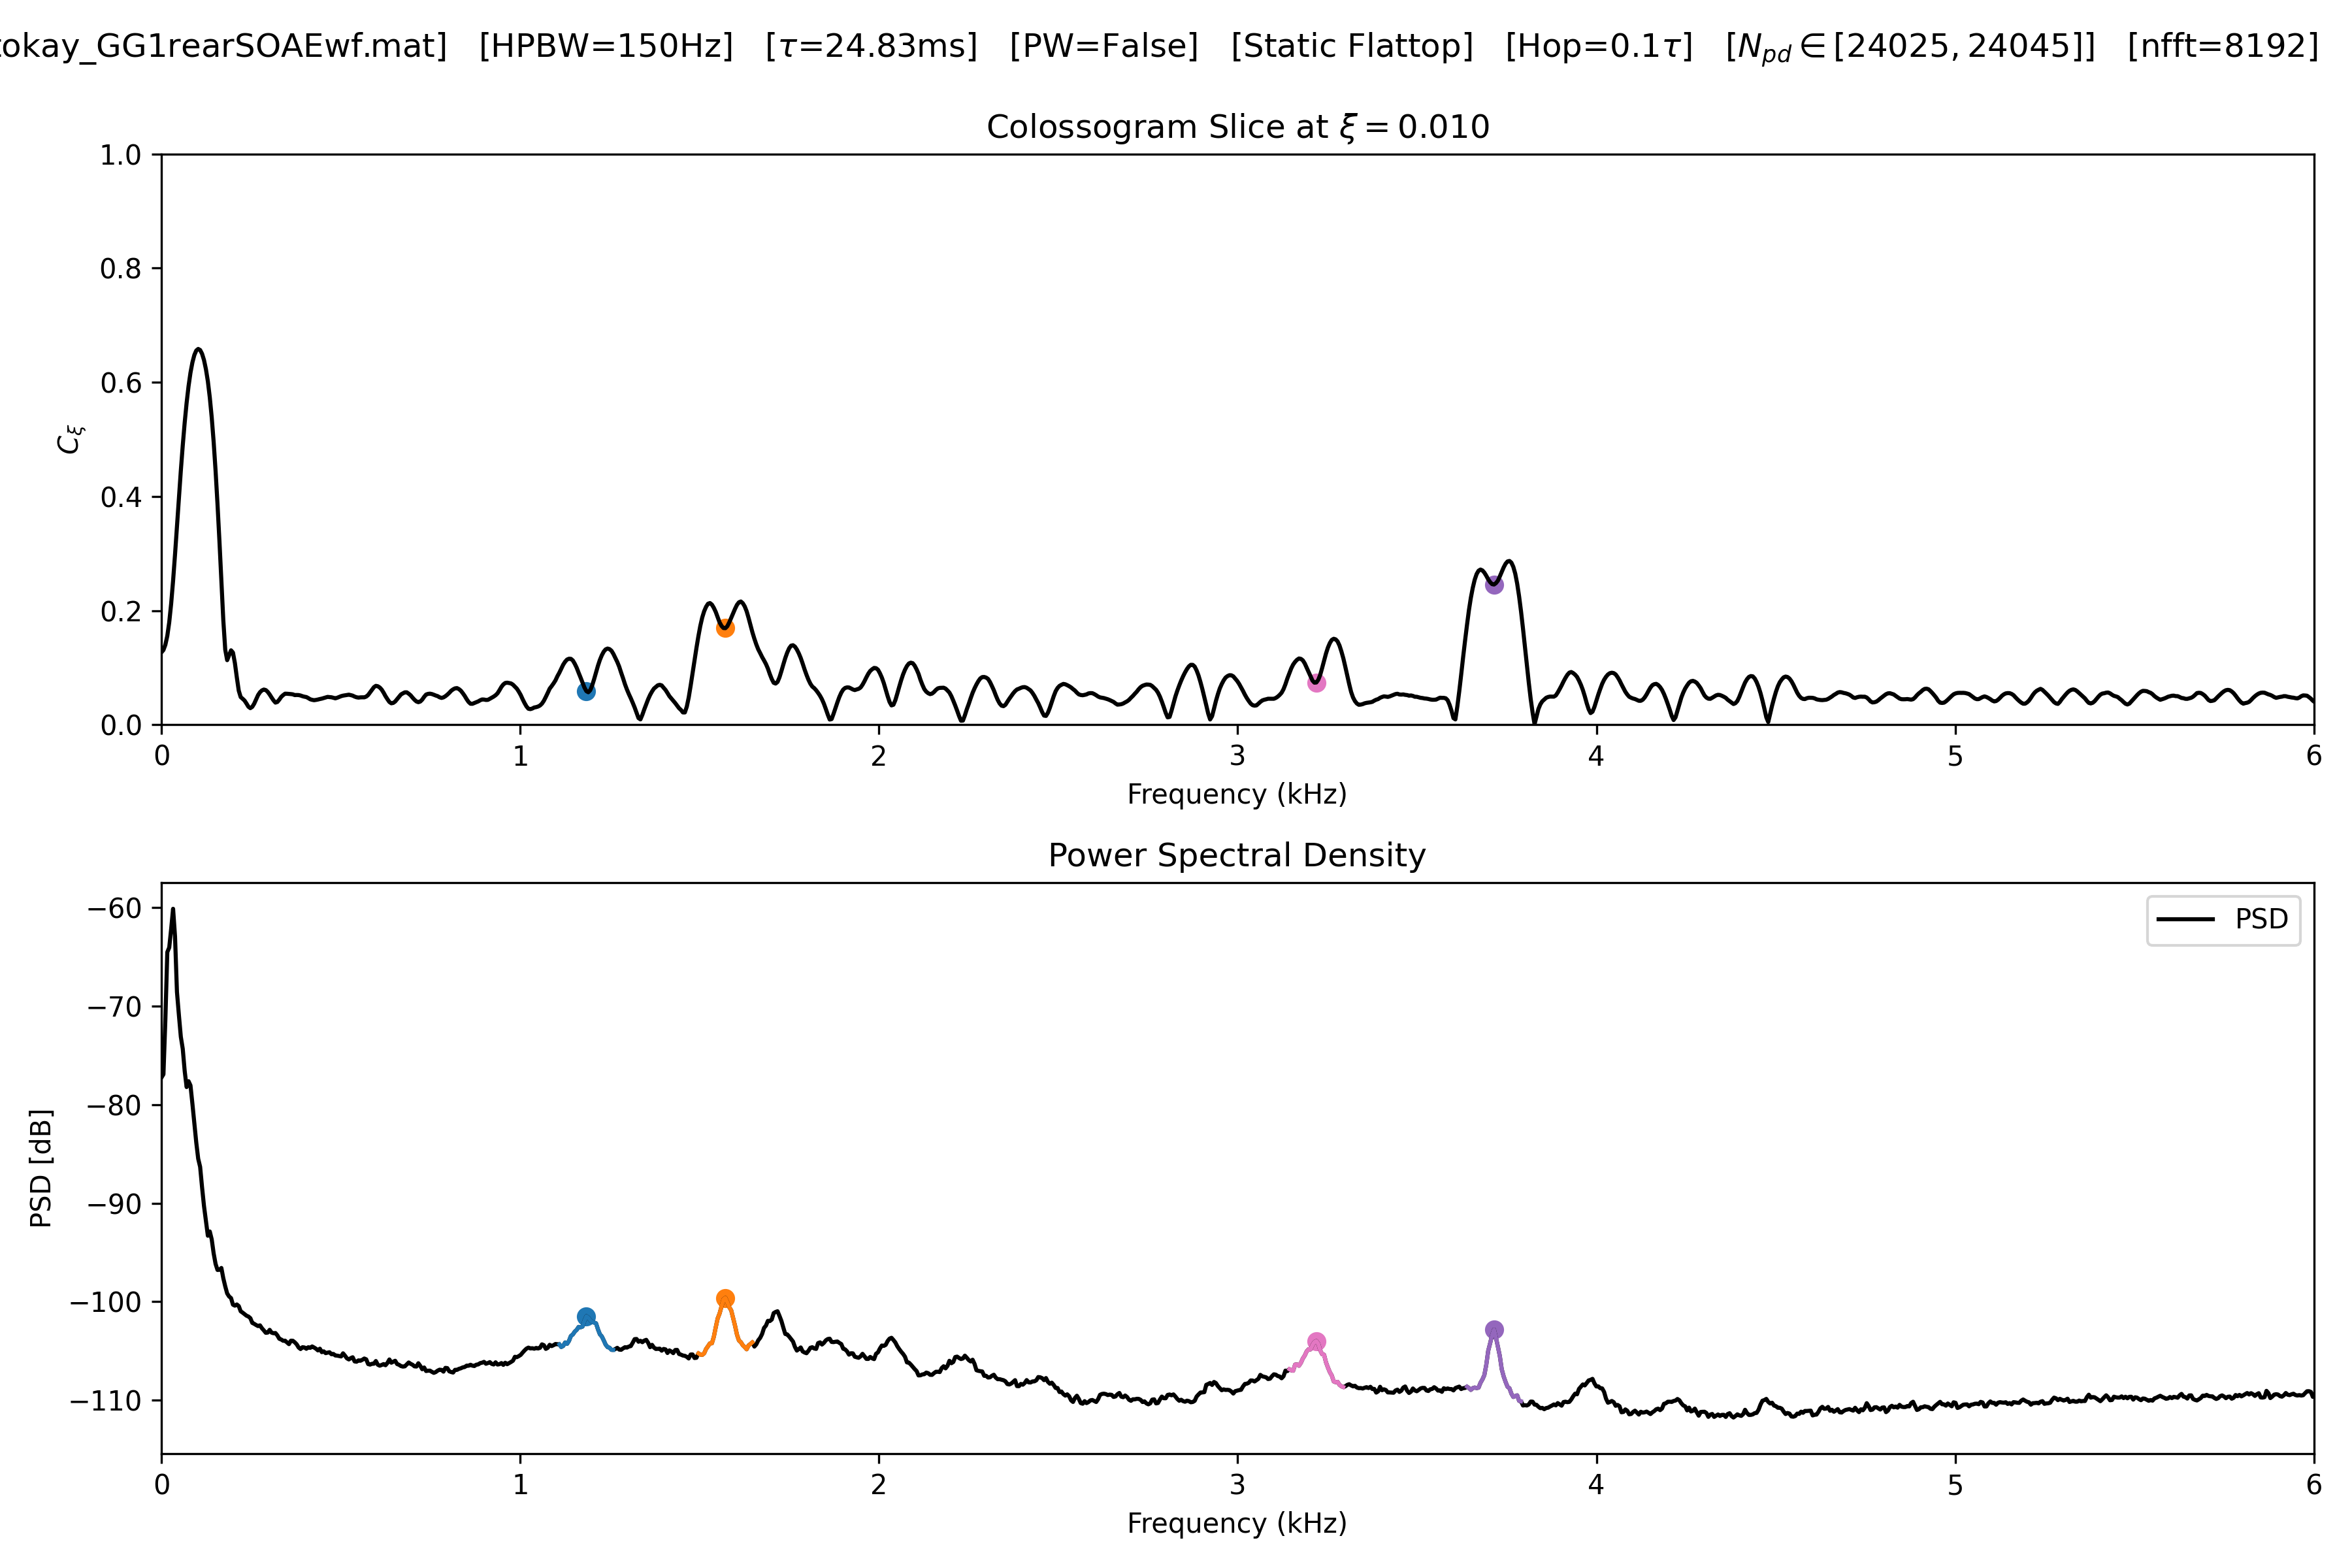 okay_GG1rearSOAEwf.mat] [HPBW=150Hz] [τ=24.83ms] [PW=False] [Static Flattop] [Hop=0.1τ] [N_pd ∈ [24025, 24045]] [nfft=8192]
Colossogram Slice at ξ = 0.010
1.0
0.8
0.6
0.4
0.2
0.0
C_ξ
0 1 2 3 4 5 6
Frequency (kHz)
Power Spectral Density
−60
−70
−80
−90
−100
−110
PSD [dB]
PSD
0 1 2 3 4 5 6
Frequency (kHz)